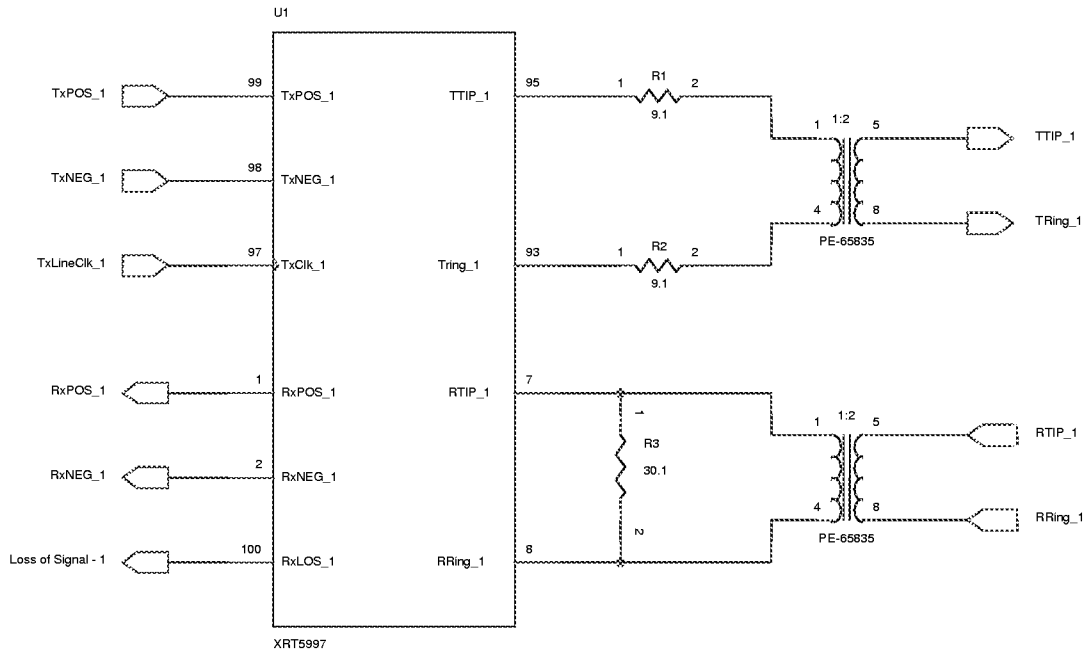 U1
TxPOS_1 99 TxPOS_1 TTIP_1 95 1 R1 2
9.1
1 1:2 5 TTIP_1
TxNEG_1 98 TxNEG_1
4 8 TRing_1
PE-65835
TxLineClk_1 97 TxClk_1 Tring_1 93 1 R2 2
9.1
RxPOS_1 1 RxPOS_1 RTIP_1 7
1
1 1:2 5 RTIP_1
R3
30.1
RxNEG_1 2 RxNEG_1
4 8 RRing_1
2
PE-65835
Loss of Signal - 1 100 RxLOS_1 RRing_1 8
XRT5997